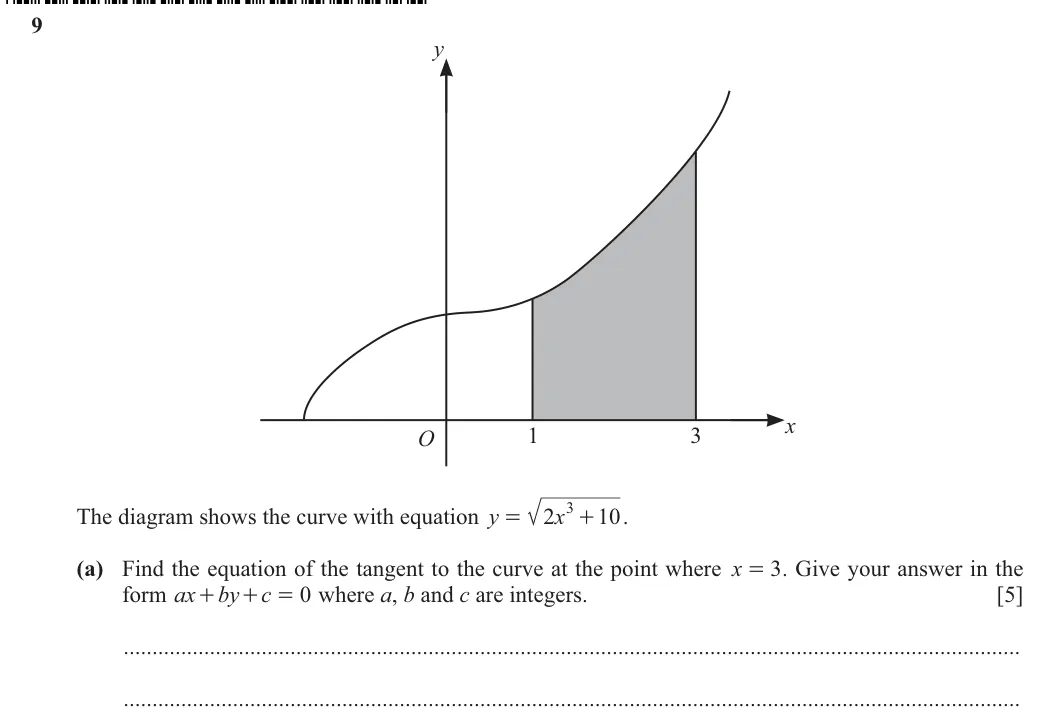 9
y
O
1
3
x
The diagram shows the curve with equation y = √(2x³ + 10).
(a) Find the equation of the tangent to the curve at the point where x = 3. Give your answer in the
form ax + by + c = 0 where a, b and c are integers. [5]